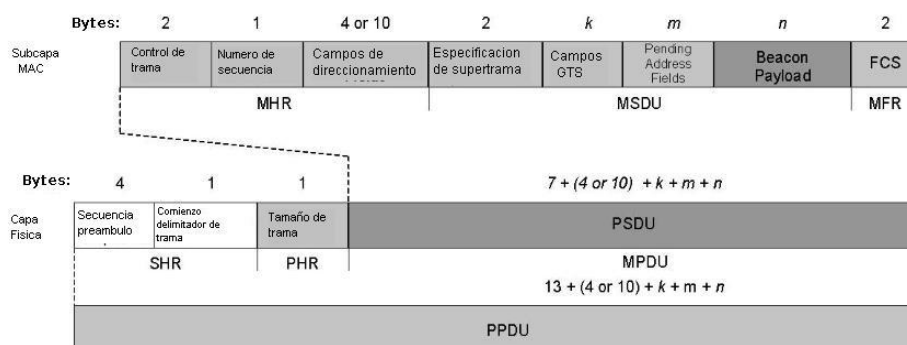 Bytes: 2 1 4 or 10 2 k m n 2
Subcapa MAC
Control de trama
Numero de secuencia
Campos de direccionamiento
Especificacion de supertrama
Campos GTS
Pending Address Fields
Beacon Payload
FCS
MHR MSDU MFR
Bytes: 4 1 1 7 + (4 or 10) + k + m + n
Capa Fisica
Secuencia preambulo
Comienzo delimitador de trama
Tamaño de trama
PSDU
SHR PHR MPDU
13 + (4 or 10) + k + m + n
PPDU